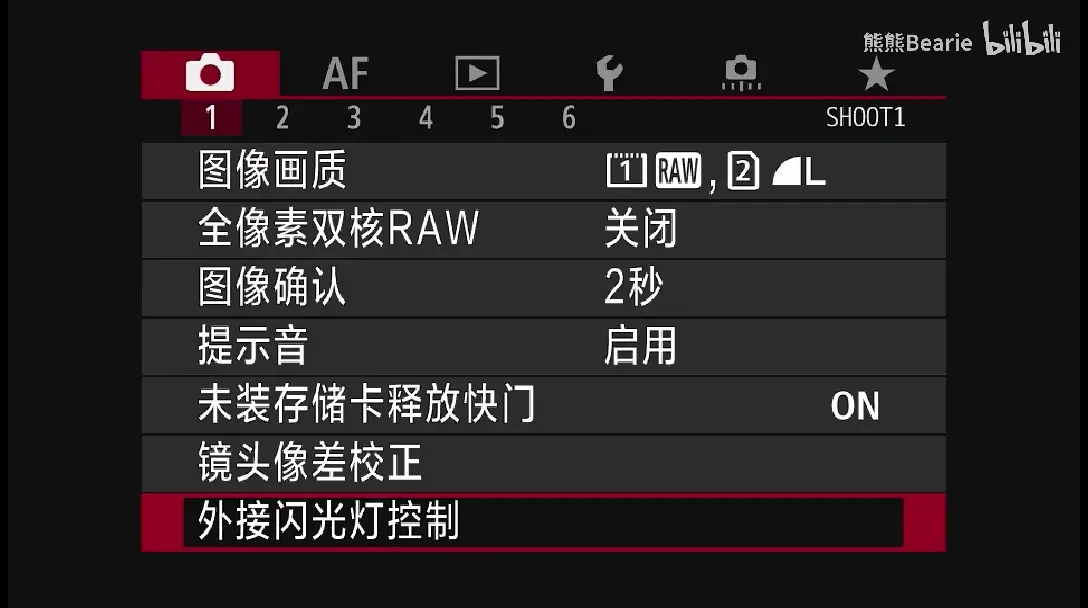 熊熊Bearie bilibili
AF
1 2 3 4 5 6 SHOOT1
图像画质 1 RAW , 2 L
全像素双核RAW 关闭
图像确认 2秒
提示音 启用
未装存储卡释放快门 ON
镜头像差校正
外接闪光灯控制